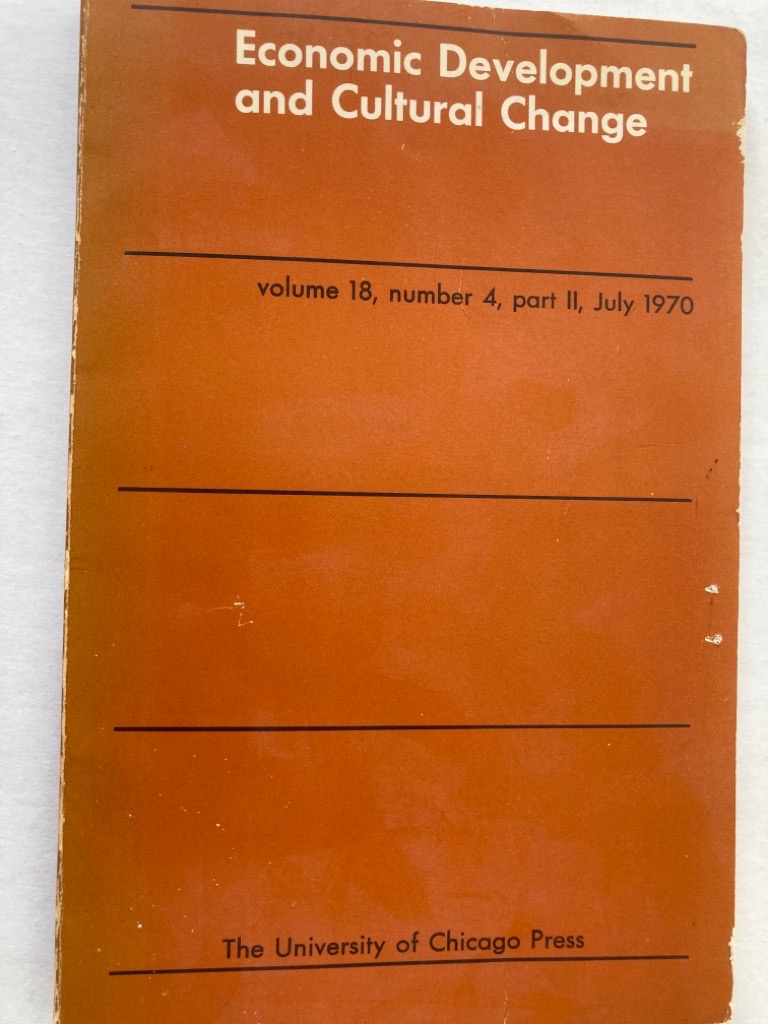 Economic Development
and Cultural Change
volume 18, number 4, part II, July 1970
The University of Chicago Press